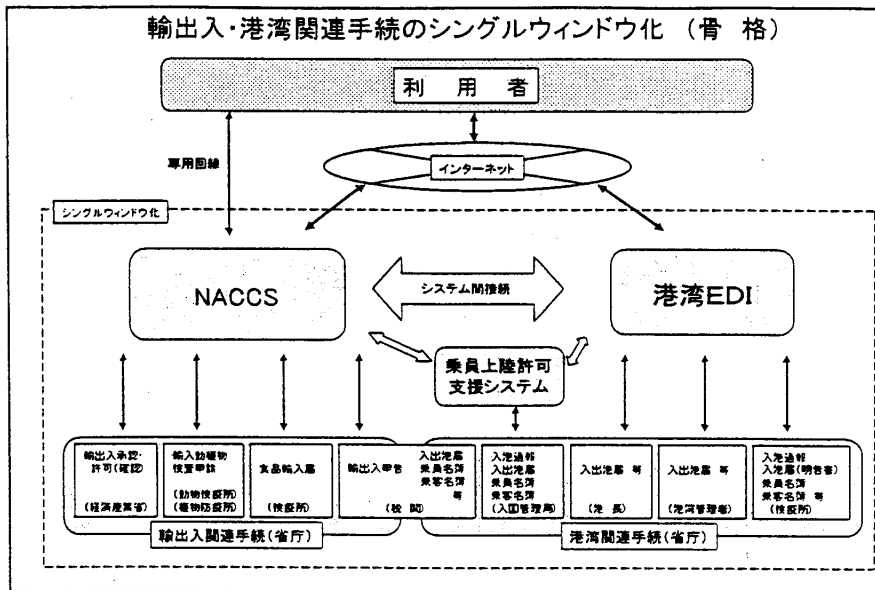 輸出入・港湾関連手続のシングルウィンドウ化 （骨 格）
利 用 者
専用回線
インターネット
シングルウィンドウ化
NACCS
システム間接続
港湾EDI
乗員上陸許可
支援システム
輸出入承認・
許可(確認)
(経済産業省)
輸入動植物
検査申請
(動物検疫所)
(植物防疫所)
食品輸入届
(検疫所)
輸出入申告
入出港届
乗員名簿
乗客名簿
等
(税 関)
入港通報
入出港届
乗員名簿
乗客名簿
(入国管理局)
入出港届 等
(港 長)
入出港届 等
(港湾管理者)
入港通報
入港届(明告書)
乗員名簿
乗客名簿 等
(検疫所)
輸出入関連手続(省庁)
港湾関連手続(省庁)